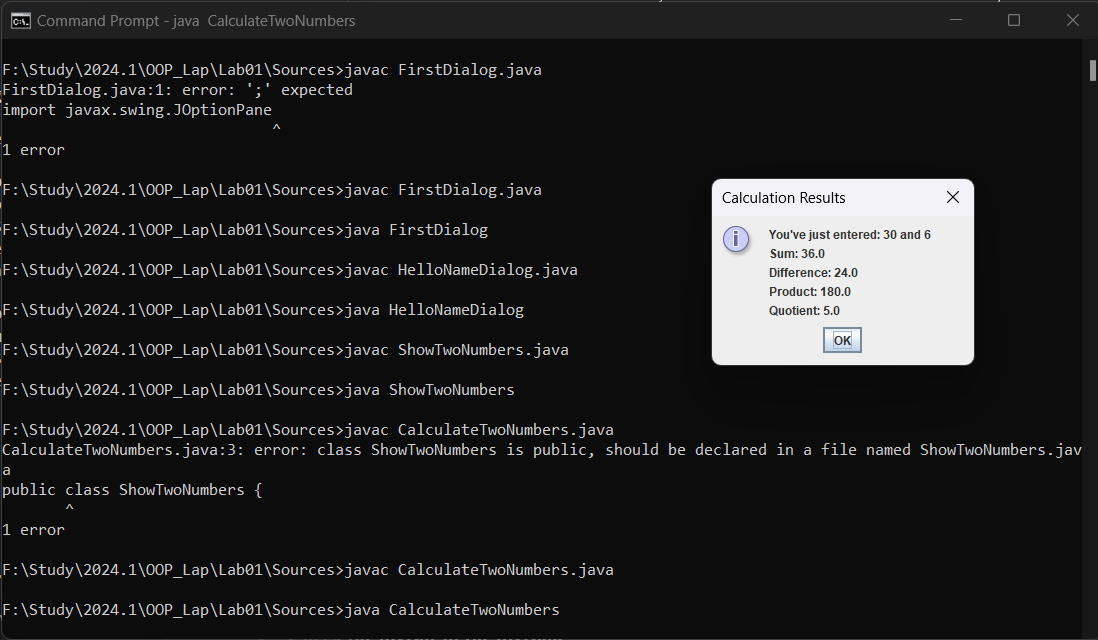 Command Prompt - java  CalculateTwoNumbers
F:\Study\2024.1\OOP_Lap\Lab01\Sources>javac FirstDialog.java
FirstDialog.java:1: error: ';' expected
import javax.swing.JOptionPane
^
1 error
F:\Study\2024.1\OOP_Lap\Lab01\Sources>javac FirstDialog.java
F:\Study\2024.1\OOP_Lap\Lab01\Sources>java FirstDialog
F:\Study\2024.1\OOP_Lap\Lab01\Sources>javac HelloNameDialog.java
F:\Study\2024.1\OOP_Lap\Lab01\Sources>java HelloNameDialog
F:\Study\2024.1\OOP_Lap\Lab01\Sources>javac ShowTwoNumbers.java
F:\Study\2024.1\OOP_Lap\Lab01\Sources>java ShowTwoNumbers
F:\Study\2024.1\OOP_Lap\Lab01\Sources>javac CalculateTwoNumbers.java
CalculateTwoNumbers.java:3: error: class ShowTwoNumbers is public, should be declared in a file named ShowTwoNumbers.jav
a
public class ShowTwoNumbers {
^
1 error
F:\Study\2024.1\OOP_Lap\Lab01\Sources>javac CalculateTwoNumbers.java
F:\Study\2024.1\OOP_Lap\Lab01\Sources>java CalculateTwoNumbers
Calculation Results
You've just entered: 30 and 6
Sum: 36.0
Difference: 24.0
Product: 180.0
Quotient: 5.0
OK